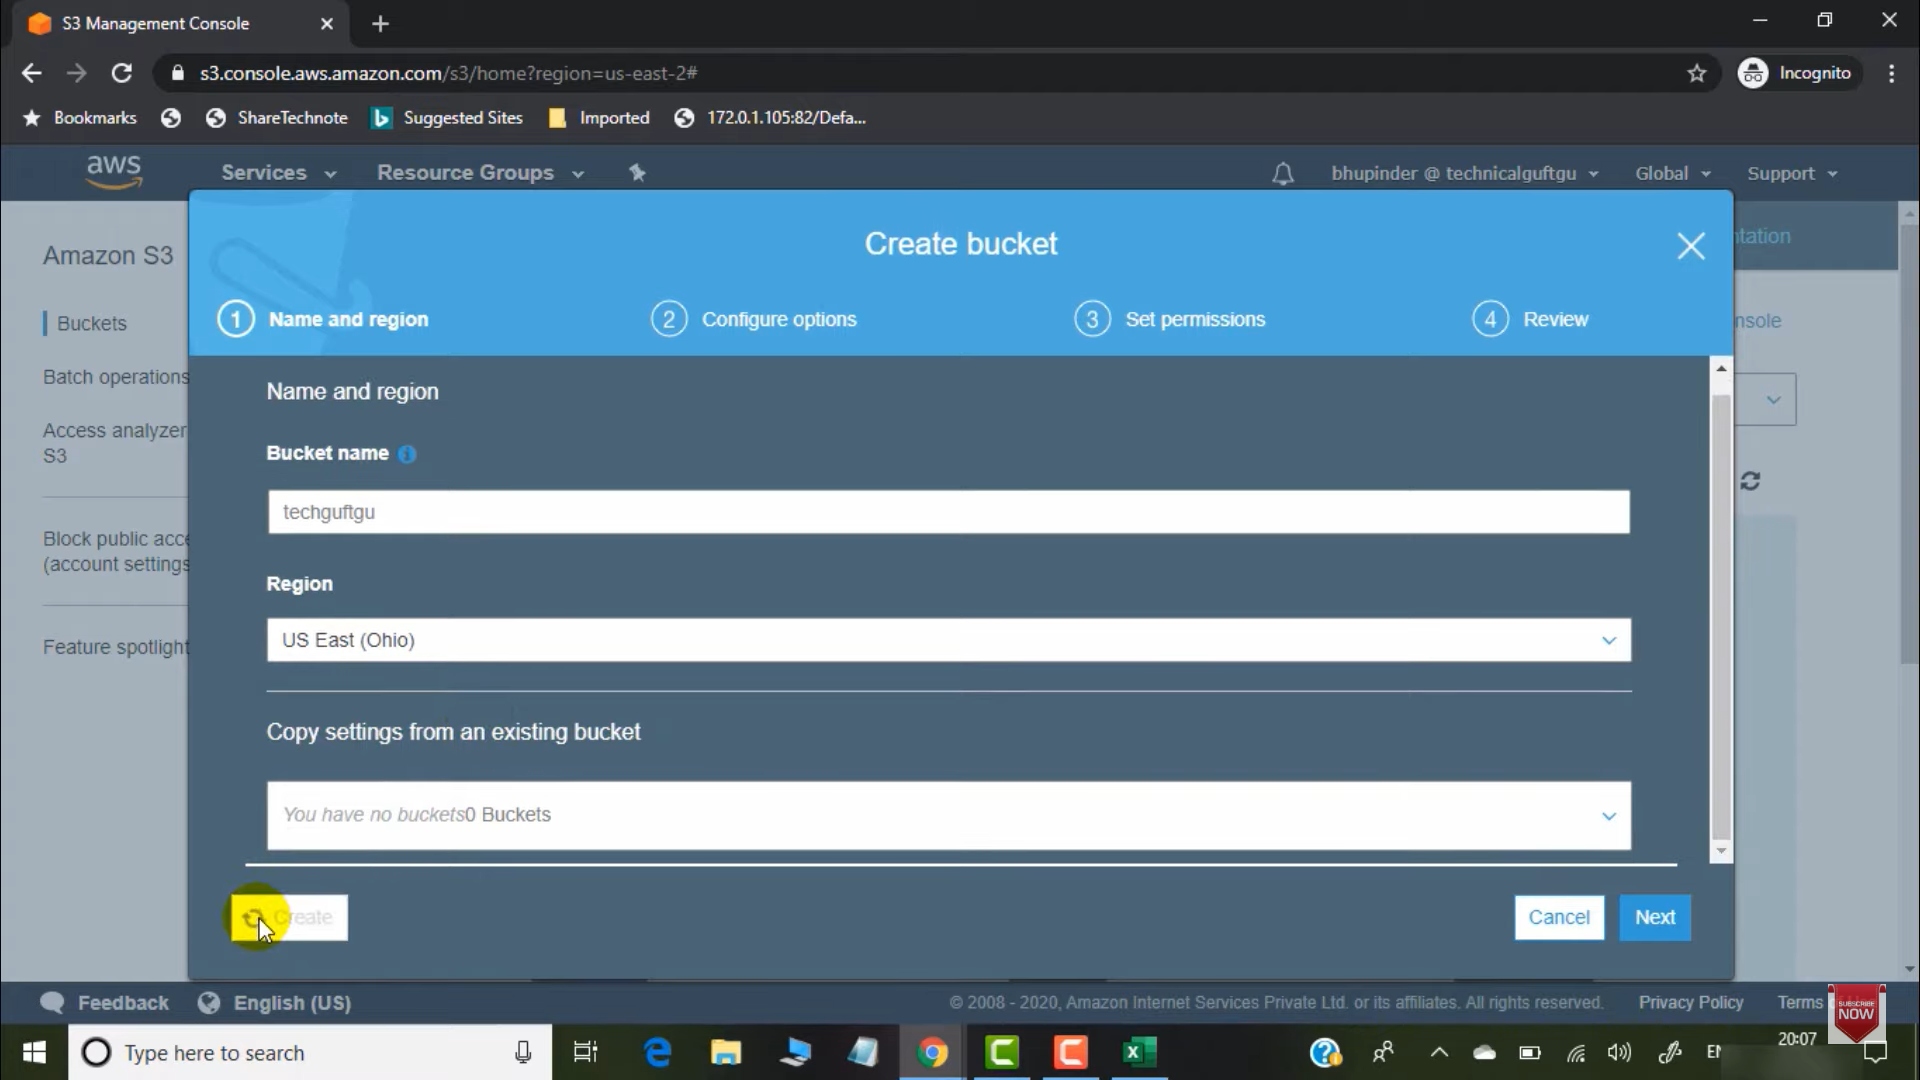 S3 Management Console
s3.console.aws.amazon.com/s3/home?region=us-east-2#
Incognito
Bookmarks
ShareTechnote
Suggested Sites
Imported
172.0.1.105:82/Defa...
aws
Services
Resource Groups
bhupinder @ technicalguftgu
Global
Support
Create bucket
ntation
1 Name and region
2 Configure options
3 Set permissions
4 Review
Amazon S3
Buckets
Batch operations
Access analyzer
S3
Block public acce
(account settings
Feature spotlight
nsole
Name and region
Bucket name
techguftgu
Region
US East (Ohio)
Copy settings from an existing bucket
You have no buckets0 Buckets
Create
Cancel
Next
Feedback
English (US)
© 2008 - 2020, Amazon Internet Services Private Ltd. or its affiliates. All rights reserved.
Privacy Policy
Terms
SUBSCRIBE
NOW
Type here to search
20:07